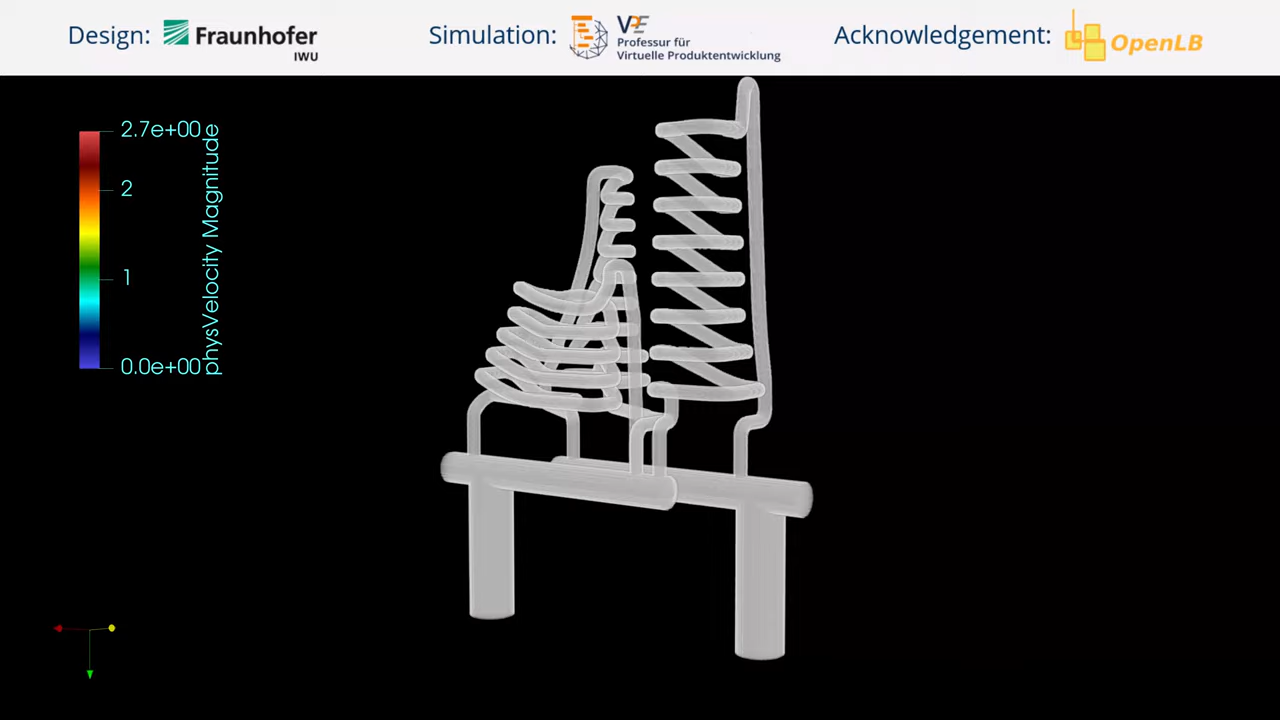 Design: Fraunhofer IWU
Simulation: VPE Professur für Virtuelle Produktentwicklung
Acknowledgement: OpenLB
2.7e+00
2
1
0.0e+00
physVelocity Magnitude